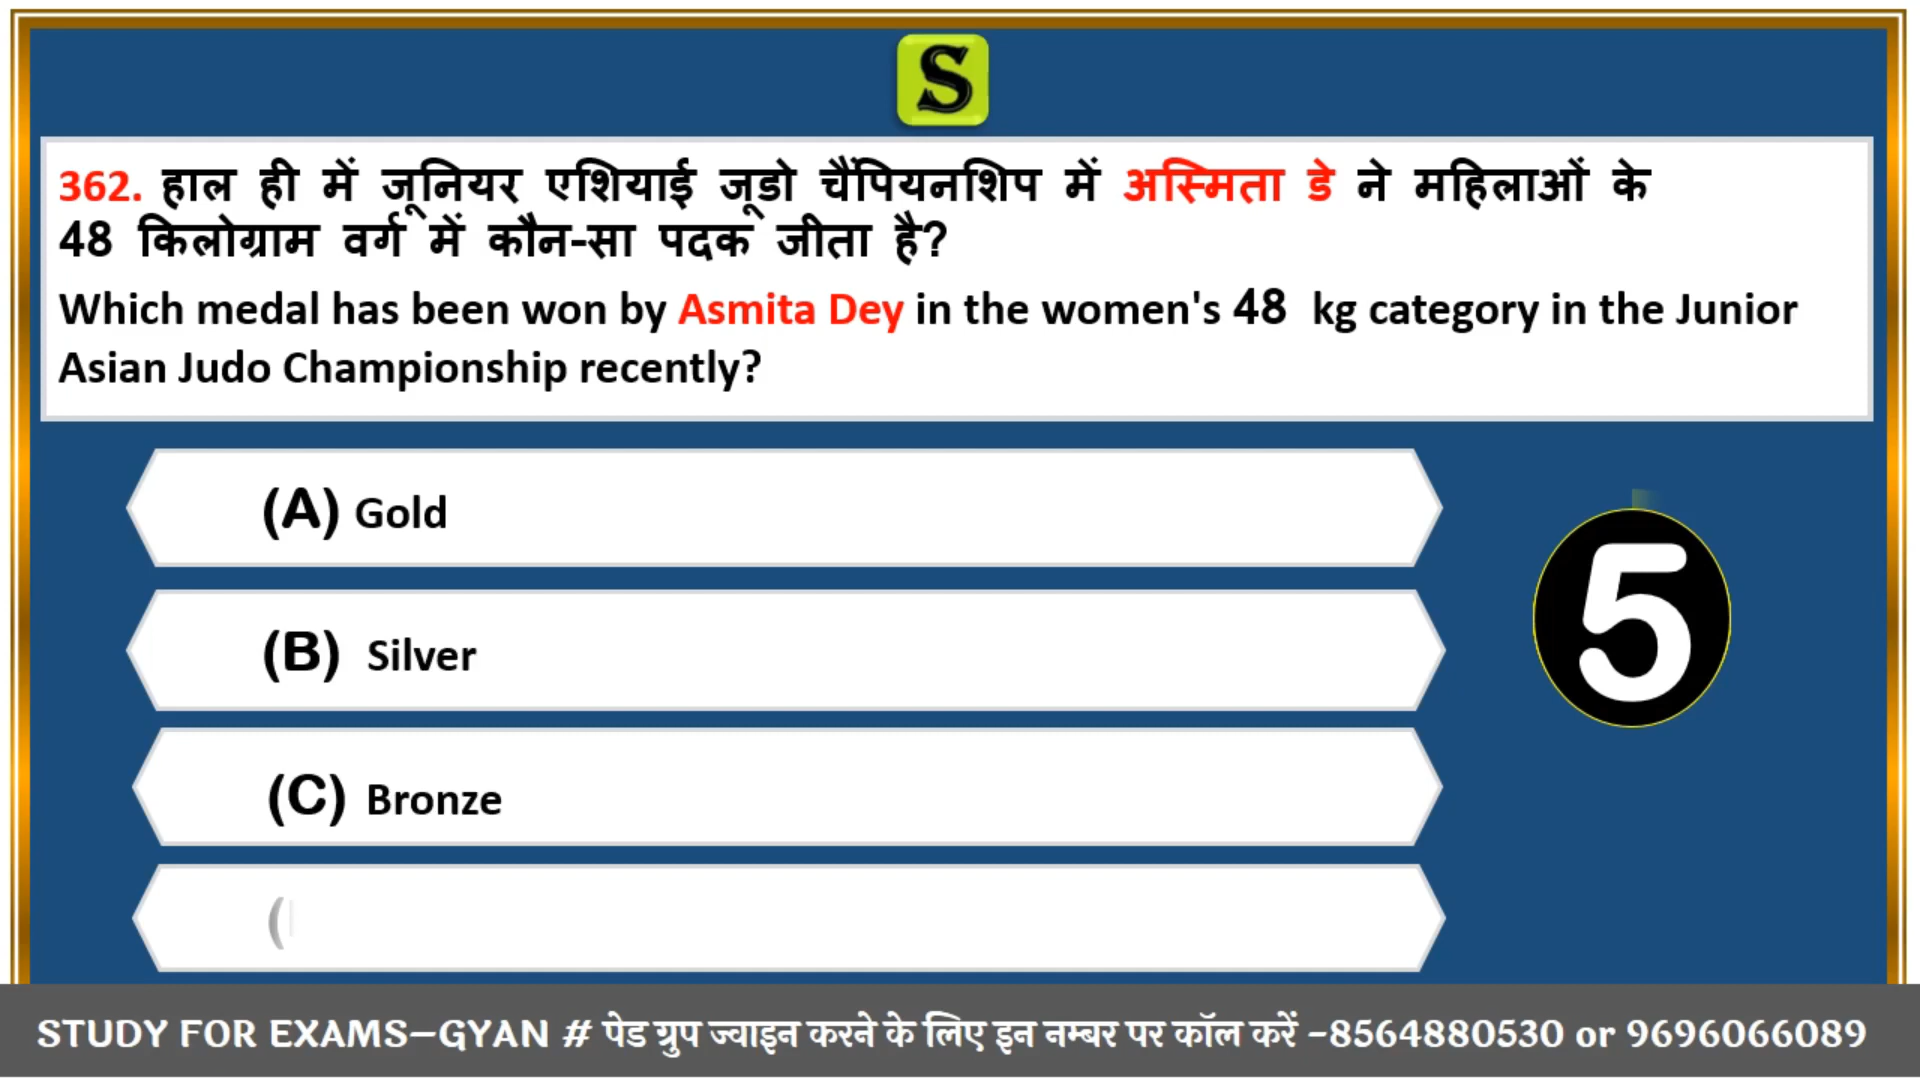 S
362. हाल ही में जूनियर एशियाई जूडो चैंपियनशिप में अस्मिता डे ने महिलाओं के
48 किलोग्राम वर्ग में कौन-सा पदक जीता है?
Which medal has been won by Asmita Dey in the women's 48 kg category in the Junior
Asian Judo Championship recently?
(A) Gold
(B) Silver
5
(C) Bronze
(
STUDY FOR EXAMS–GYAN # पेड ग्रुप ज्वाइन करने के लिए इन नम्बर पर कॉल करें –8564880530 or 9696066089